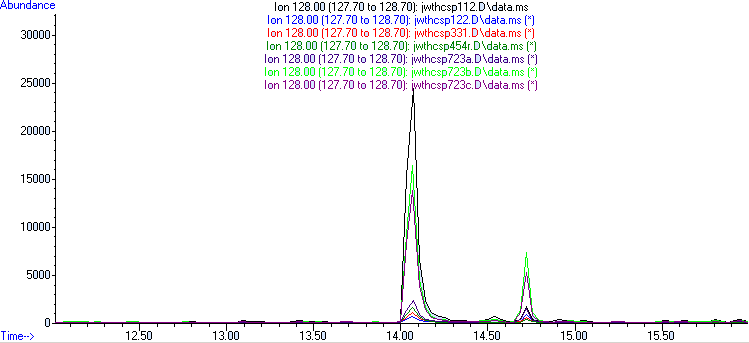 Abundance
Ion 128.00 (127.70 to 128.70): jwthcsp112.D\data.ms
Ion 128.00 (127.70 to 128.70): jwthcsp122.D\data.ms (*)
Ion 128.00 (127.70 to 128.70): jwthcsp331.D\data.ms (*)
Ion 128.00 (127.70 to 128.70): jwthcsp454r.D\data.ms (*)
Ion 128.00 (127.70 to 128.70): jwthcsp723a.D\data.ms (*)
Ion 128.00 (127.70 to 128.70): jwthcsp723b.D\data.ms (*)
Ion 128.00 (127.70 to 128.70): jwthcsp723c.D\data.ms (*)
30000
25000
20000
15000
10000
5000
0
12.50 13.00 13.50 14.00 14.50 15.00 15.50
Time-->